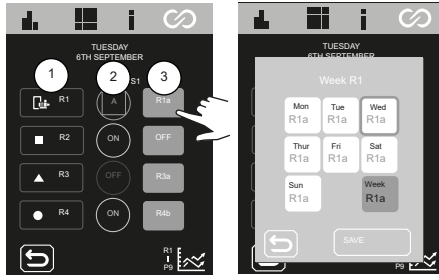 TUESDAY
6TH SEPTEMBER
1 2 3
S1
R1 A R1a
R2 ON OFF
R3 OFF R3a
R4 ON R4b
R1
P9
TUESDAY
6TH SEPTEMBER
Week R1
Mon Tue Wed
R1a R1a R1a
Thur Fri Sat
R1a R1a R1a
Sun Week
R1a R1a
SAVE
P9